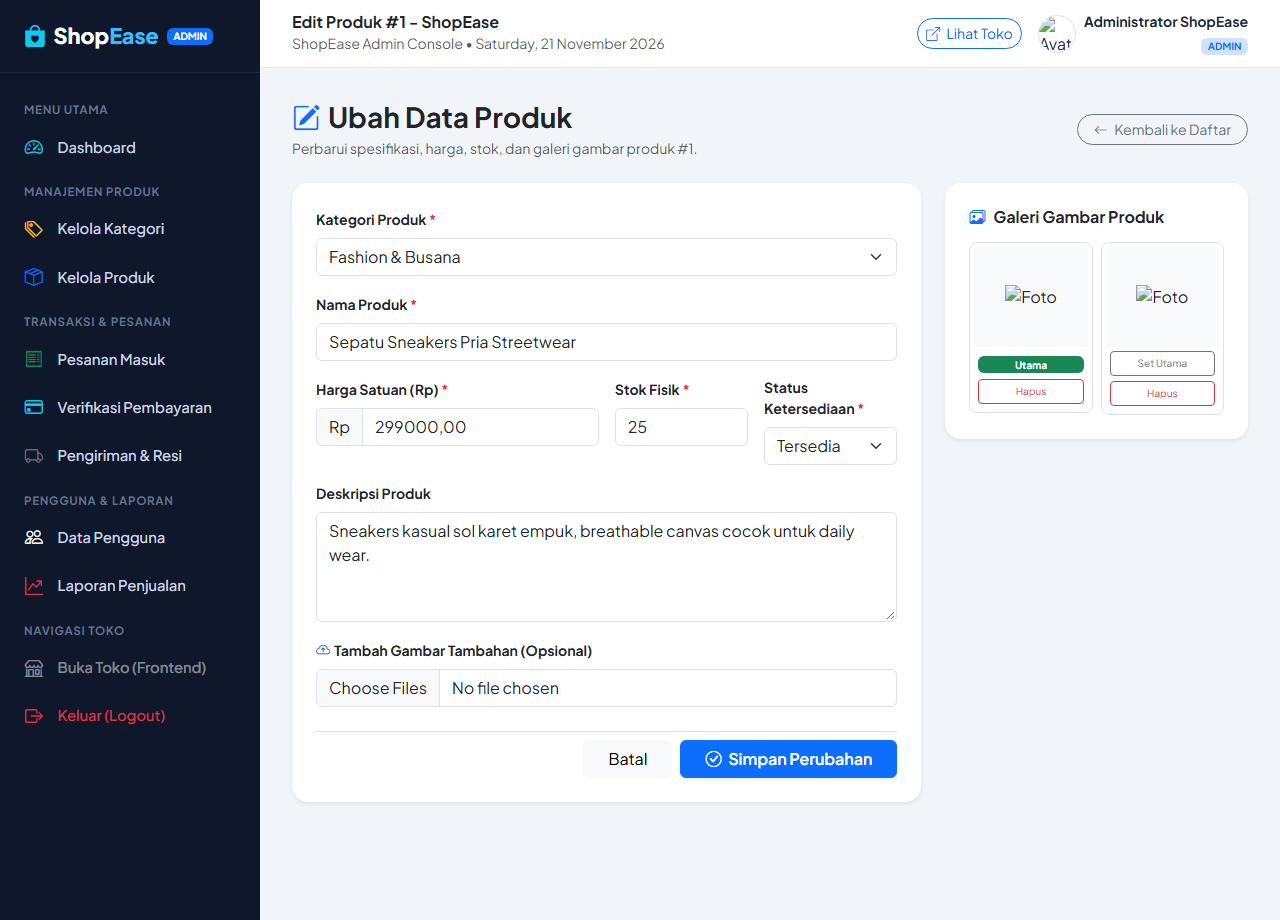 ShopEase ADMIN
MENU UTAMA
Dashboard
MANAJEMEN PRODUK
Kelola Kategori
Kelola Produk
TRANSAKSI & PESANAN
Pesanan Masuk
Verifikasi Pembayaran
Pengiriman & Resi
PENGGUNA & LAPORAN
Data Pengguna
Laporan Penjualan
NAVIGASI TOKO
Buka Toko (Frontend)
Keluar (Logout)
Edit Produk #1 - ShopEase
ShopEase Admin Console • Saturday, 21 November 2026
Lihat Toko
Avat
Administrator ShopEase
ADMIN
Ubah Data Produk
Perbarui spesifikasi, harga, stok, dan galeri gambar produk #1.
Kembali ke Daftar
Kategori Produk *
Fashion & Busana
Nama Produk *
Sepatu Sneakers Pria Streetwear
Harga Satuan (Rp) *
Rp 299000,00
Stok Fisik *
25
Status
Ketersediaan *
Tersedia
Deskripsi Produk
Sneakers kasual sol karet empuk, breathable canvas cocok untuk daily
wear.
Tambah Gambar Tambahan (Opsional)
Choose Files No file chosen
Batal
Simpan Perubahan
Galeri Gambar Produk
Foto
Utama
Hapus
Foto
Set Utama
Hapus